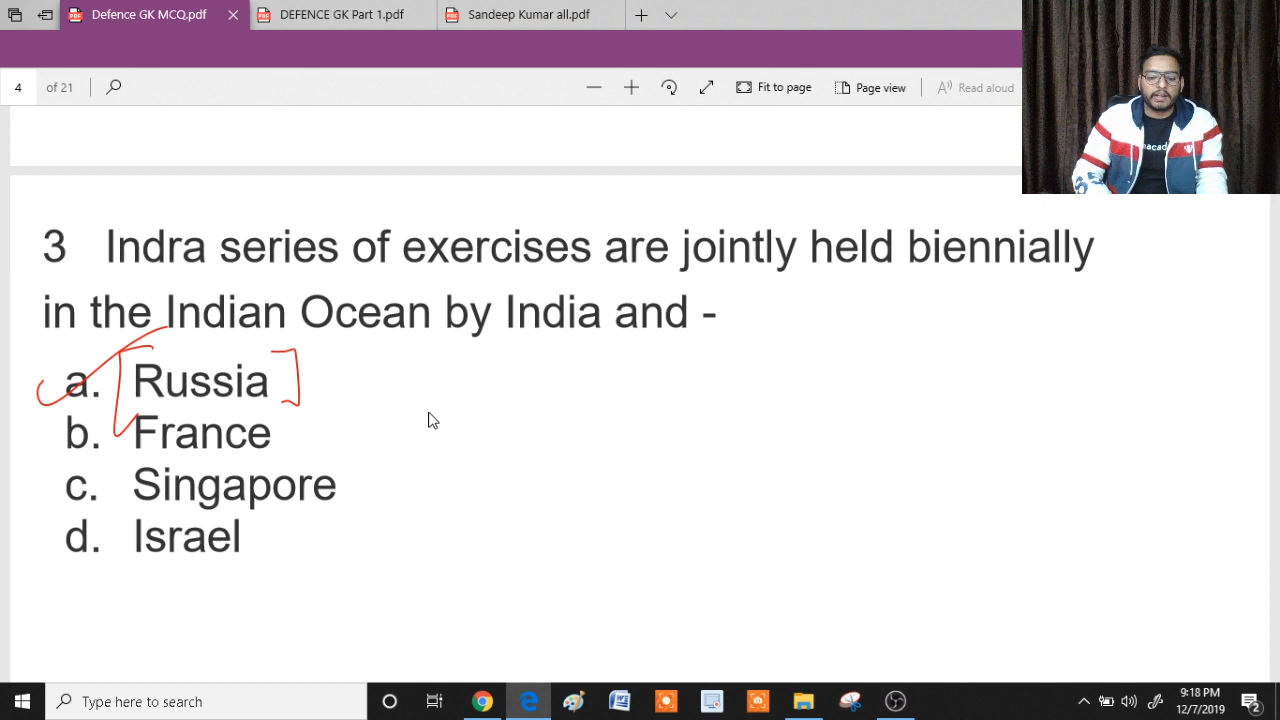 Defence GK MCQ.pdf
DEFENCE GK Part 1.pdf
Sandeep Kumar all.pdf
4 of 21
Fit to page
Page view
Read aloud
3 Indra series of exercises are jointly held biennially
in the Indian Ocean by India and -
a. Russia
b. France
c. Singapore
d. Israel
Type here to search
9:18 PM
12/7/2019
2